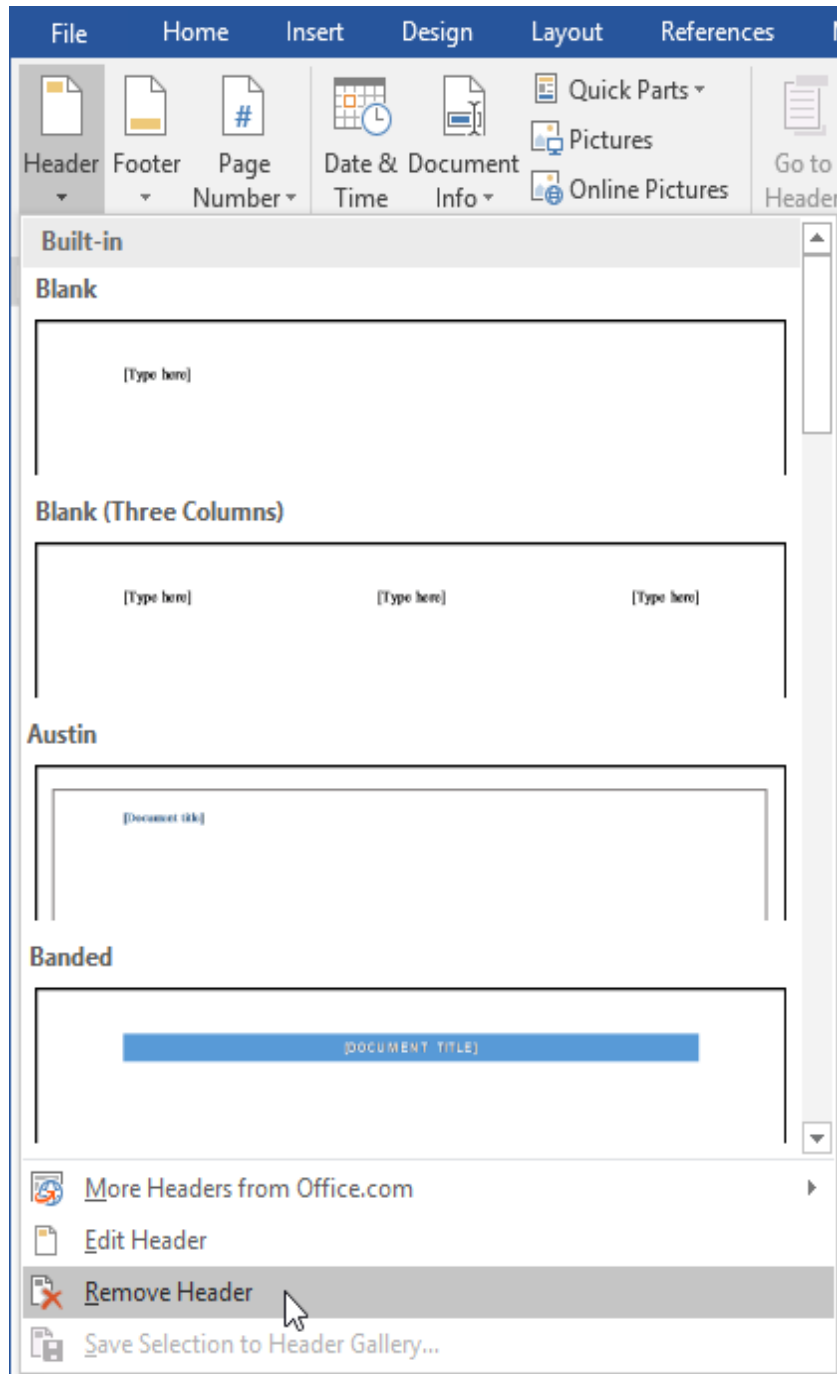 File Home Insert Design Layout References
Header Footer Page Number Date & Time Document Info Quick Parts
Pictures
Online Pictures
Go to Header
Built-in
Blank
[Type here]
Blank (Three Columns)
[Type here] [Type here] [Type here]
Austin
[Document title]
Banded
[DOCUMENT TITLE]
More Headers from Office.com
Edit Header
Remove Header
Save Selection to Header Gallery...